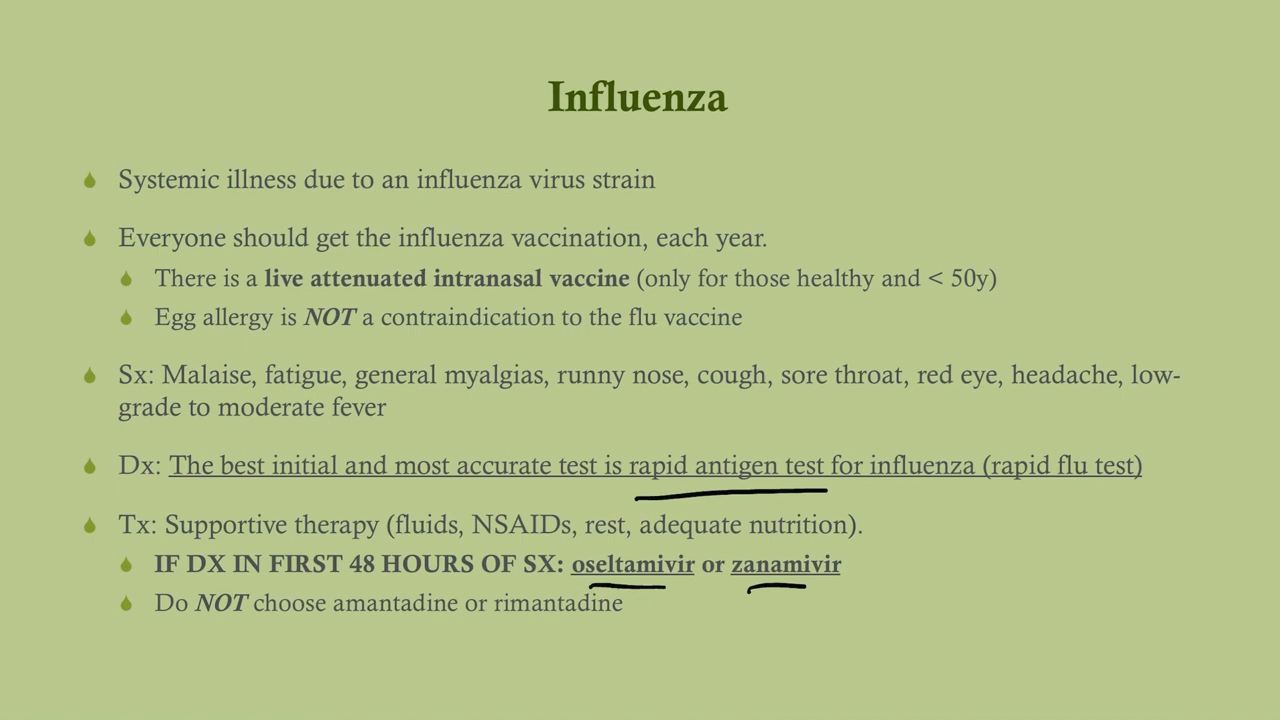 Influenza
Systemic illness due to an influenza virus strain
Everyone should get the influenza vaccination, each year.
There is a live attenuated intranasal vaccine (only for those healthy and < 50y)
Egg allergy is NOT a contraindication to the flu vaccine
Sx: Malaise, fatigue, general myalgias, runny nose, cough, sore throat, red eye, headache, low-
grade to moderate fever
Dx: The best initial and most accurate test is rapid antigen test for influenza (rapid flu test)
Tx: Supportive therapy (fluids, NSAIDs, rest, adequate nutrition).
IF DX IN FIRST 48 HOURS OF SX: oseltamivir or zanamivir
Do NOT choose amantadine or rimantadine